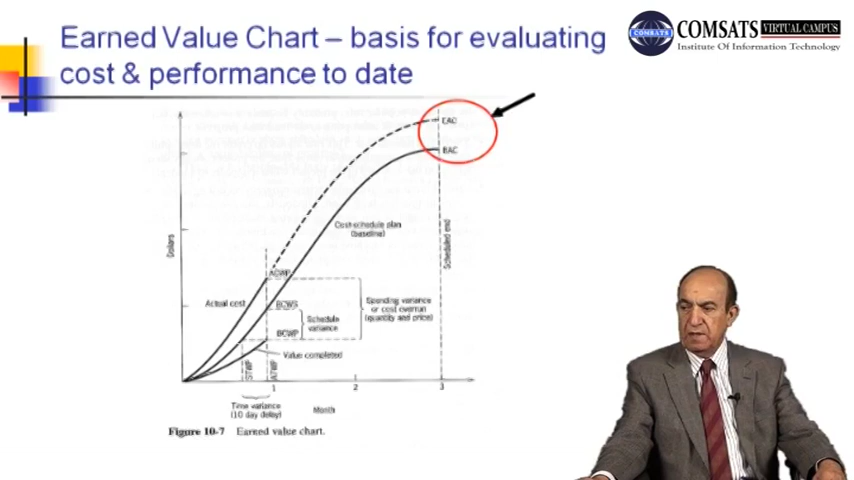 Earned Value Chart – basis for evaluating
cost & performance to date
COMSATS
COMSATS VIRTUAL CAMPUS
Institute Of Information Technology
EAC
BAC
Cost-schedule plan
(baseline)
Dollars
Scheduled end
ACWP
Actual cost
BCWS
Spending variance
or cost overrun
(quantity and price)
Schedule
variance
BCWP
Value completed
STWP
ATWP
1
2
3
Time variance
(10 day delay)
Month
Figure 10-7 Earned value chart.